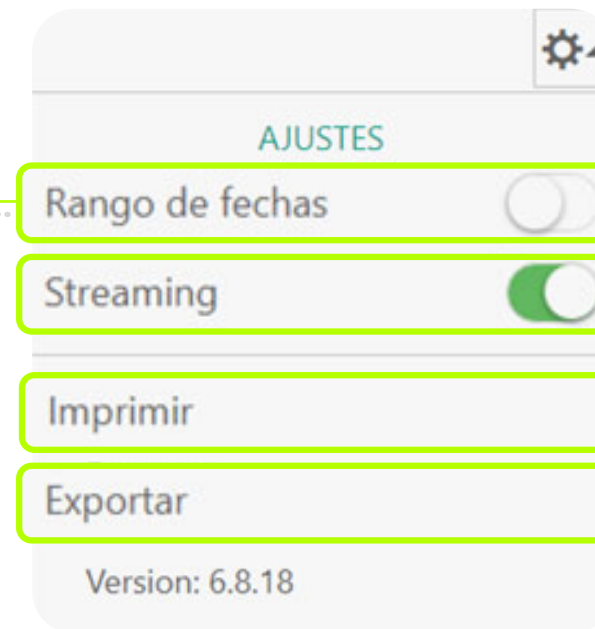 AJUSTES
Rango de fechas
Streaming
Imprimir
Exportar
Version: 6.8.18